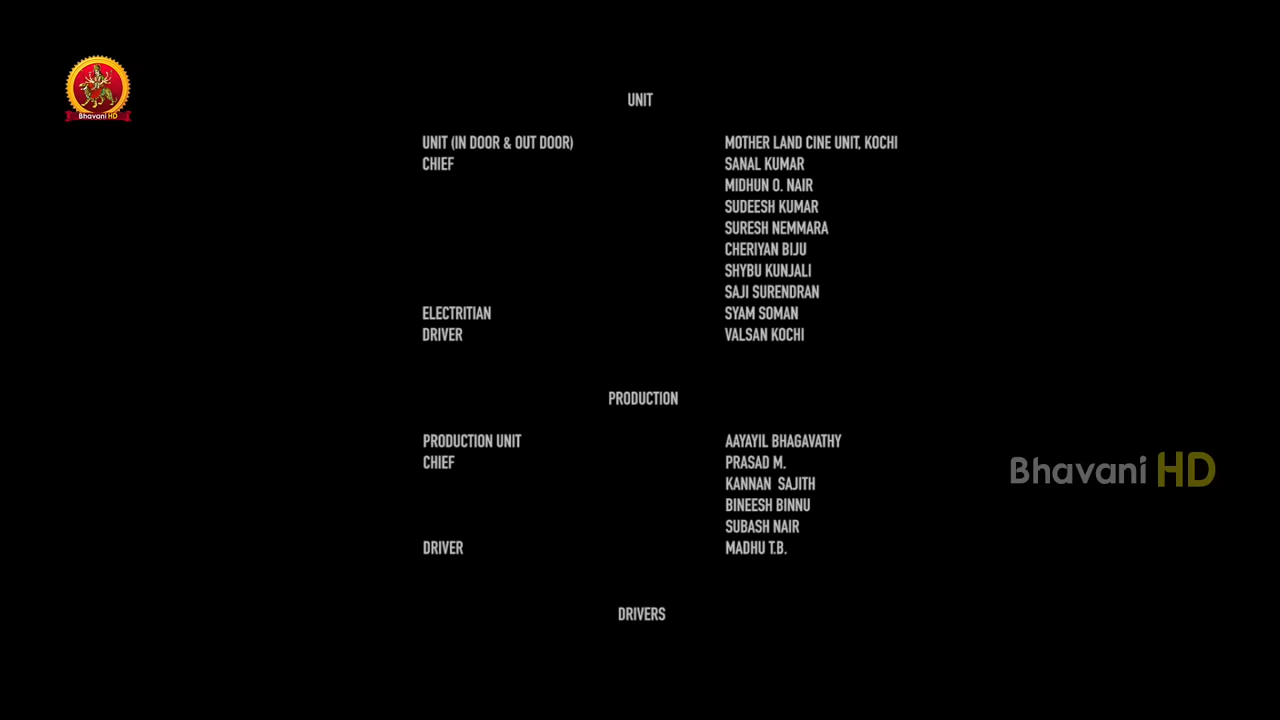 Bhavani HD
UNIT
UNIT (IN DOOR & OUT DOOR) MOTHER LAND CINE UNIT, KOCHI
CHIEF SANAL KUMAR
MIDHUN O. NAIR
SUDEESH KUMAR
SURESH NEMMARA
CHERIYAN BIJU
SHYBU KUNJALI
SAJI SURENDRAN
ELECTRITIAN SYAM SOMAN
DRIVER VALSAN KOCHI
PRODUCTION
PRODUCTION UNIT AAYAYIL BHAGAVATHY
CHIEF PRASAD M.
Bhavani HD
KANNAN SAJITH
BINEESH BINNU
SUBASH NAIR
DRIVER MADHU T.B.
DRIVERS